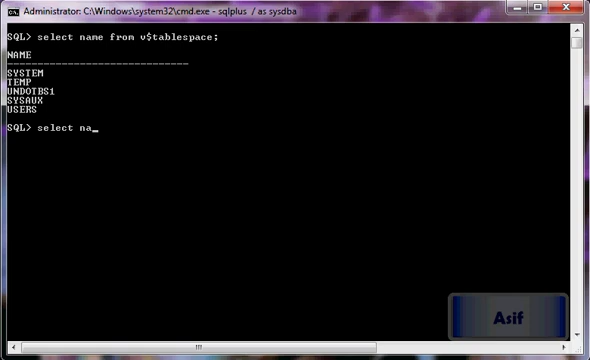 Administrator: C:\Windows\system32\cmd.exe - sqlplus / as sysdba
SQL> select name from v$tablespace;
NAME
------------------------------
SYSTEM
TEMP
UNDOTBS1
SYSAUX
USERS
SQL> select na_
Asif